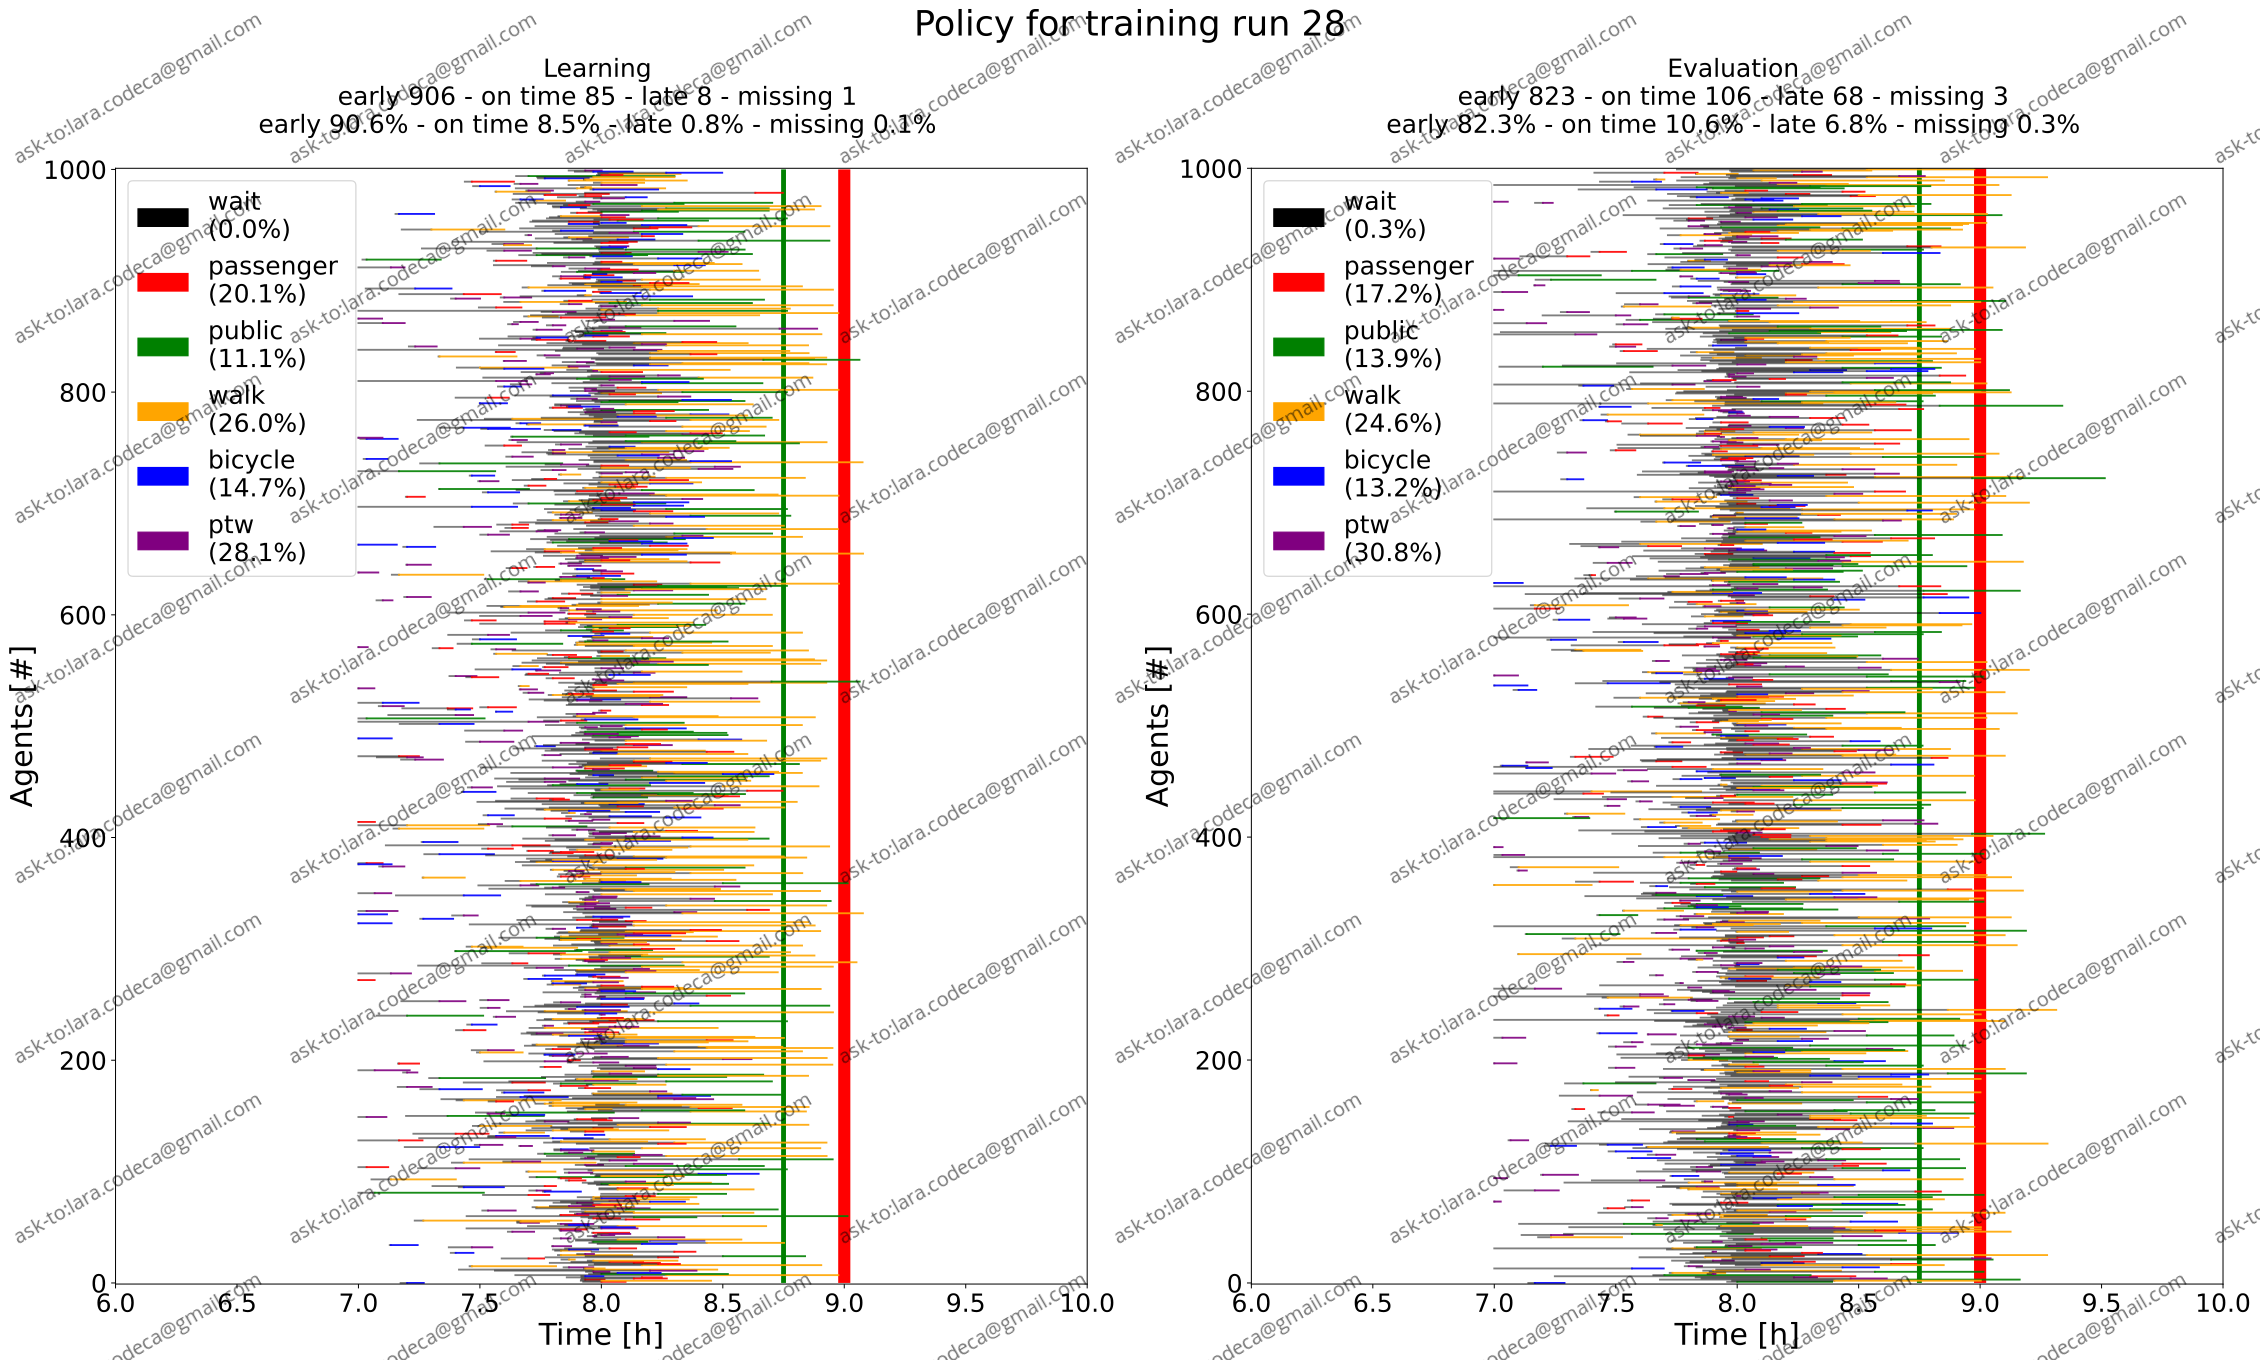 Policy for training run 28
Learning
early 906 - on time 85 - late 8 - missing 1
early 90.6% - on time 8.5% - late 0.8% - missing 0.1%
1000
800
600
400
200
0
Agents [#]
wait
(0.0%)
passenger
(20.1%)
public
(11.1%)
walk
(26.0%)
bicycle
(14.7%)
ptw
(28.1%)
6.0 6.5 7.0 7.5 8.0 8.5 9.0 9.5 10.0
Time [h]
Evaluation
early 823 - on time 106 - late 68 - missing 3
early 82.3% - on time 10.6% - late 6.8% - missing 0.3%
1000
800
600
400
200
0
Agents [#]
wait
(0.3%)
passenger
(17.2%)
public
(13.9%)
walk
(24.6%)
bicycle
(13.2%)
ptw
(30.8%)
6.0 6.5 7.0 7.5 8.0 8.5 9.0 9.5 10.0
Time [h]
ask-to:lara.codeca@gmail.com